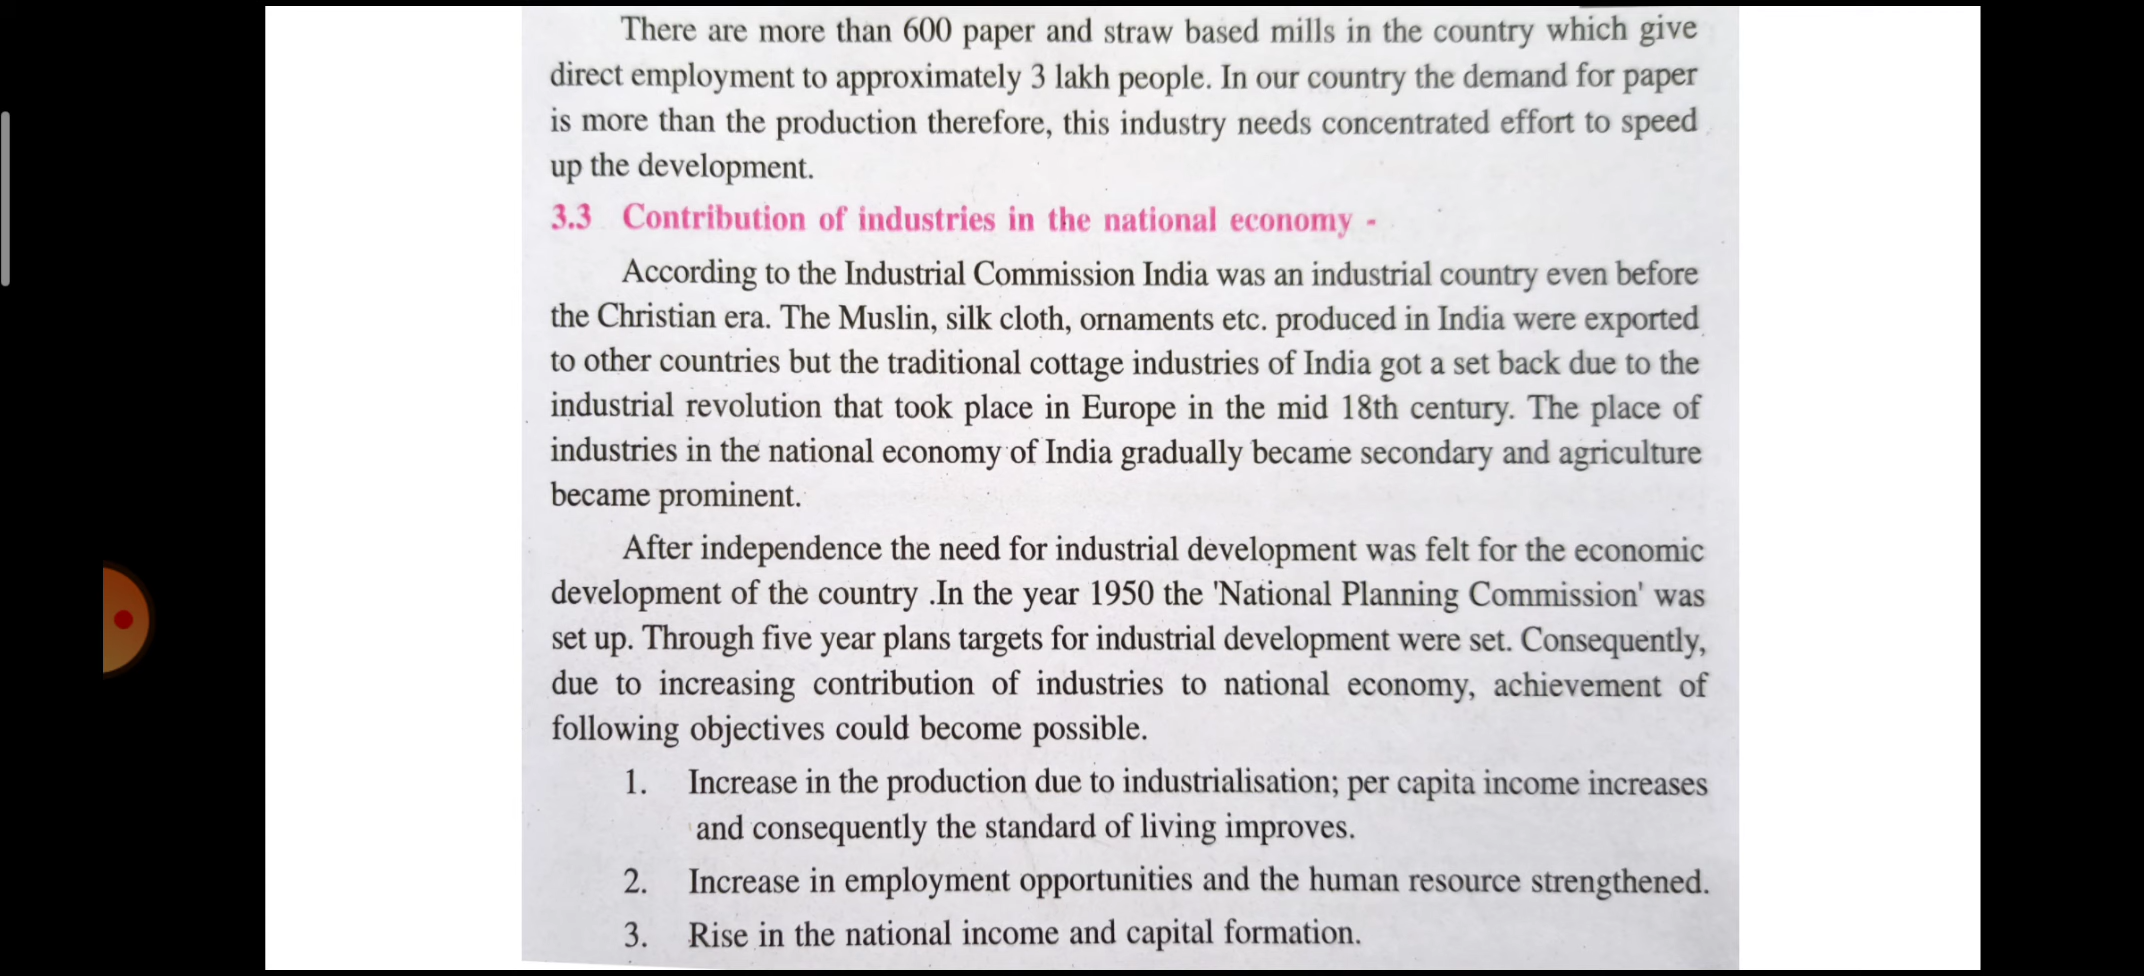 There are more than 600 paper and straw based mills in the country which give
direct employment to approximately 3 lakh people. In our country the demand for paper
is more than the production therefore, this industry needs concentrated effort to speed
up the development.
3.3 Contribution of industries in the national economy -
According to the Industrial Commission India was an industrial country even before
the Christian era. The Muslin, silk cloth, ornaments etc. produced in India were exported
to other countries but the traditional cottage industries of India got a set back due to the
industrial revolution that took place in Europe in the mid 18th century. The place of
industries in the national economy of India gradually became secondary and agriculture
became prominent.
After independence the need for industrial development was felt for the economic
development of the country .In the year 1950 the 'National Planning Commission' was
set up. Through five year plans targets for industrial development were set. Consequently,
due to increasing contribution of industries to national economy, achievement of
following objectives could become possible.
1. Increase in the production due to industrialisation; per capita income increases
and consequently the standard of living improves.
2. Increase in employment opportunities and the human resource strengthened.
3. Rise in the national income and capital formation.